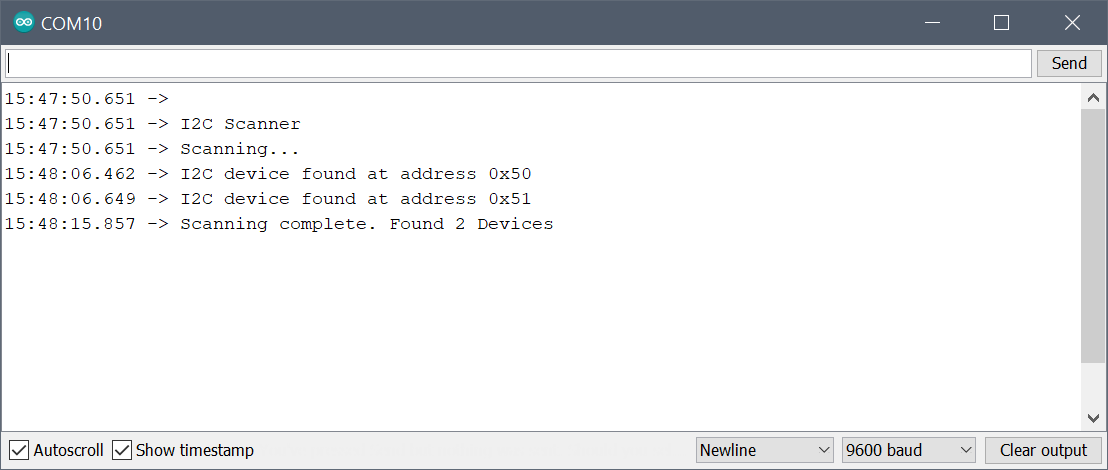 COM10
Send
15:47:50.651 ->
15:47:50.651 -> I2C Scanner
15:47:50.651 -> Scanning...
15:48:06.462 -> I2C device found at address 0x50
15:48:06.649 -> I2C device found at address 0x51
15:48:15.857 -> Scanning complete. Found 2 Devices
Autoscroll Show timestamp Newline 9600 baud Clear output